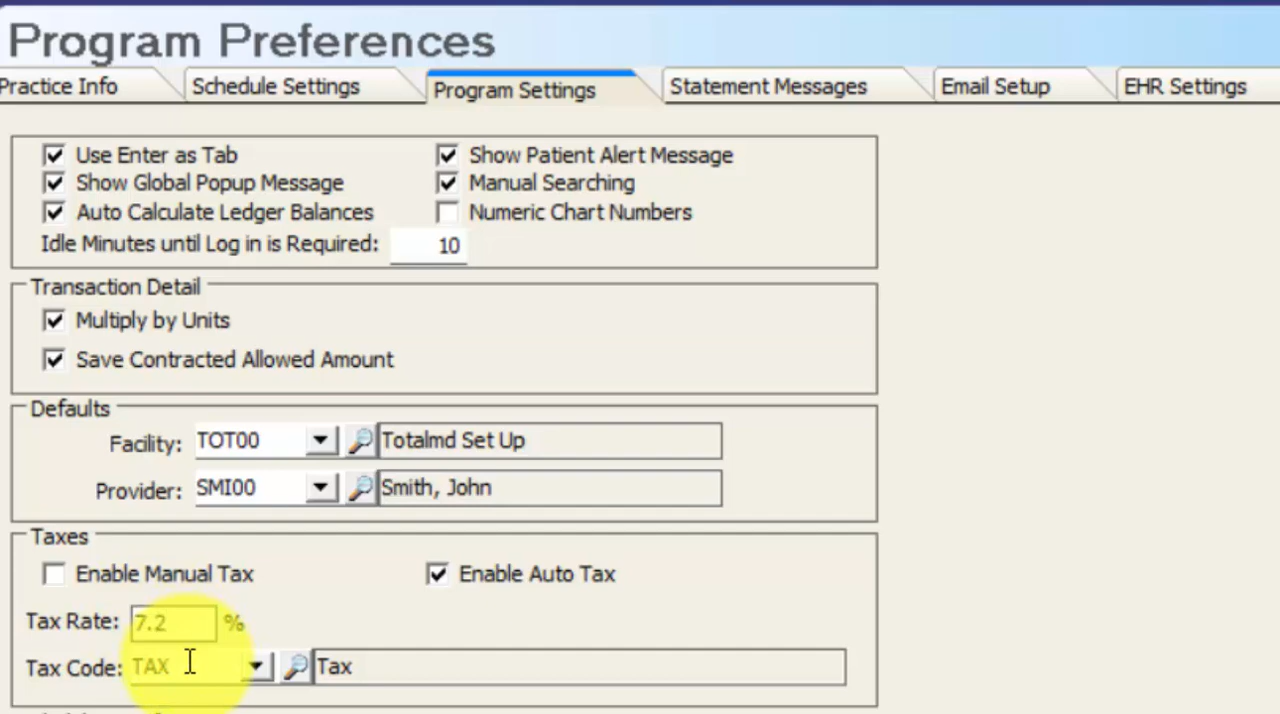 Program Preferences
Practice Info Schedule Settings Program Settings Statement Messages Email Setup EHR Settings
Use Enter as Tab Show Patient Alert Message
Show Global Popup Message Manual Searching
Auto Calculate Ledger Balances Numeric Chart Numbers
Idle Minutes until Log in is Required: 10
Transaction Detail
Multiply by Units
Save Contracted Allowed Amount
Defaults
Facility: TOT00 Totalmd Set Up
Provider: SMI00 Smith, John
Taxes
Enable Manual Tax Enable Auto Tax
Tax Rate: 7.2 %
Tax Code: TAX Tax